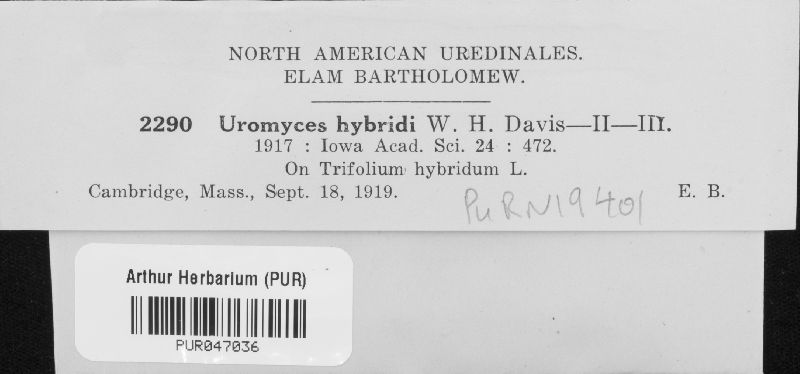 NORTH AMERICAN UREDINALES.
ELAM BARTHOLOMEW.
2290 Uromyces hybridi W. H. Davis—II—III.
1917 : Iowa Acad. Sci. 24 : 472.
On Trifolium hybridum L.
Cambridge, Mass., Sept. 18, 1919. E. B.
PURN19401
Arthur Herbarium (PUR)
PUR047036